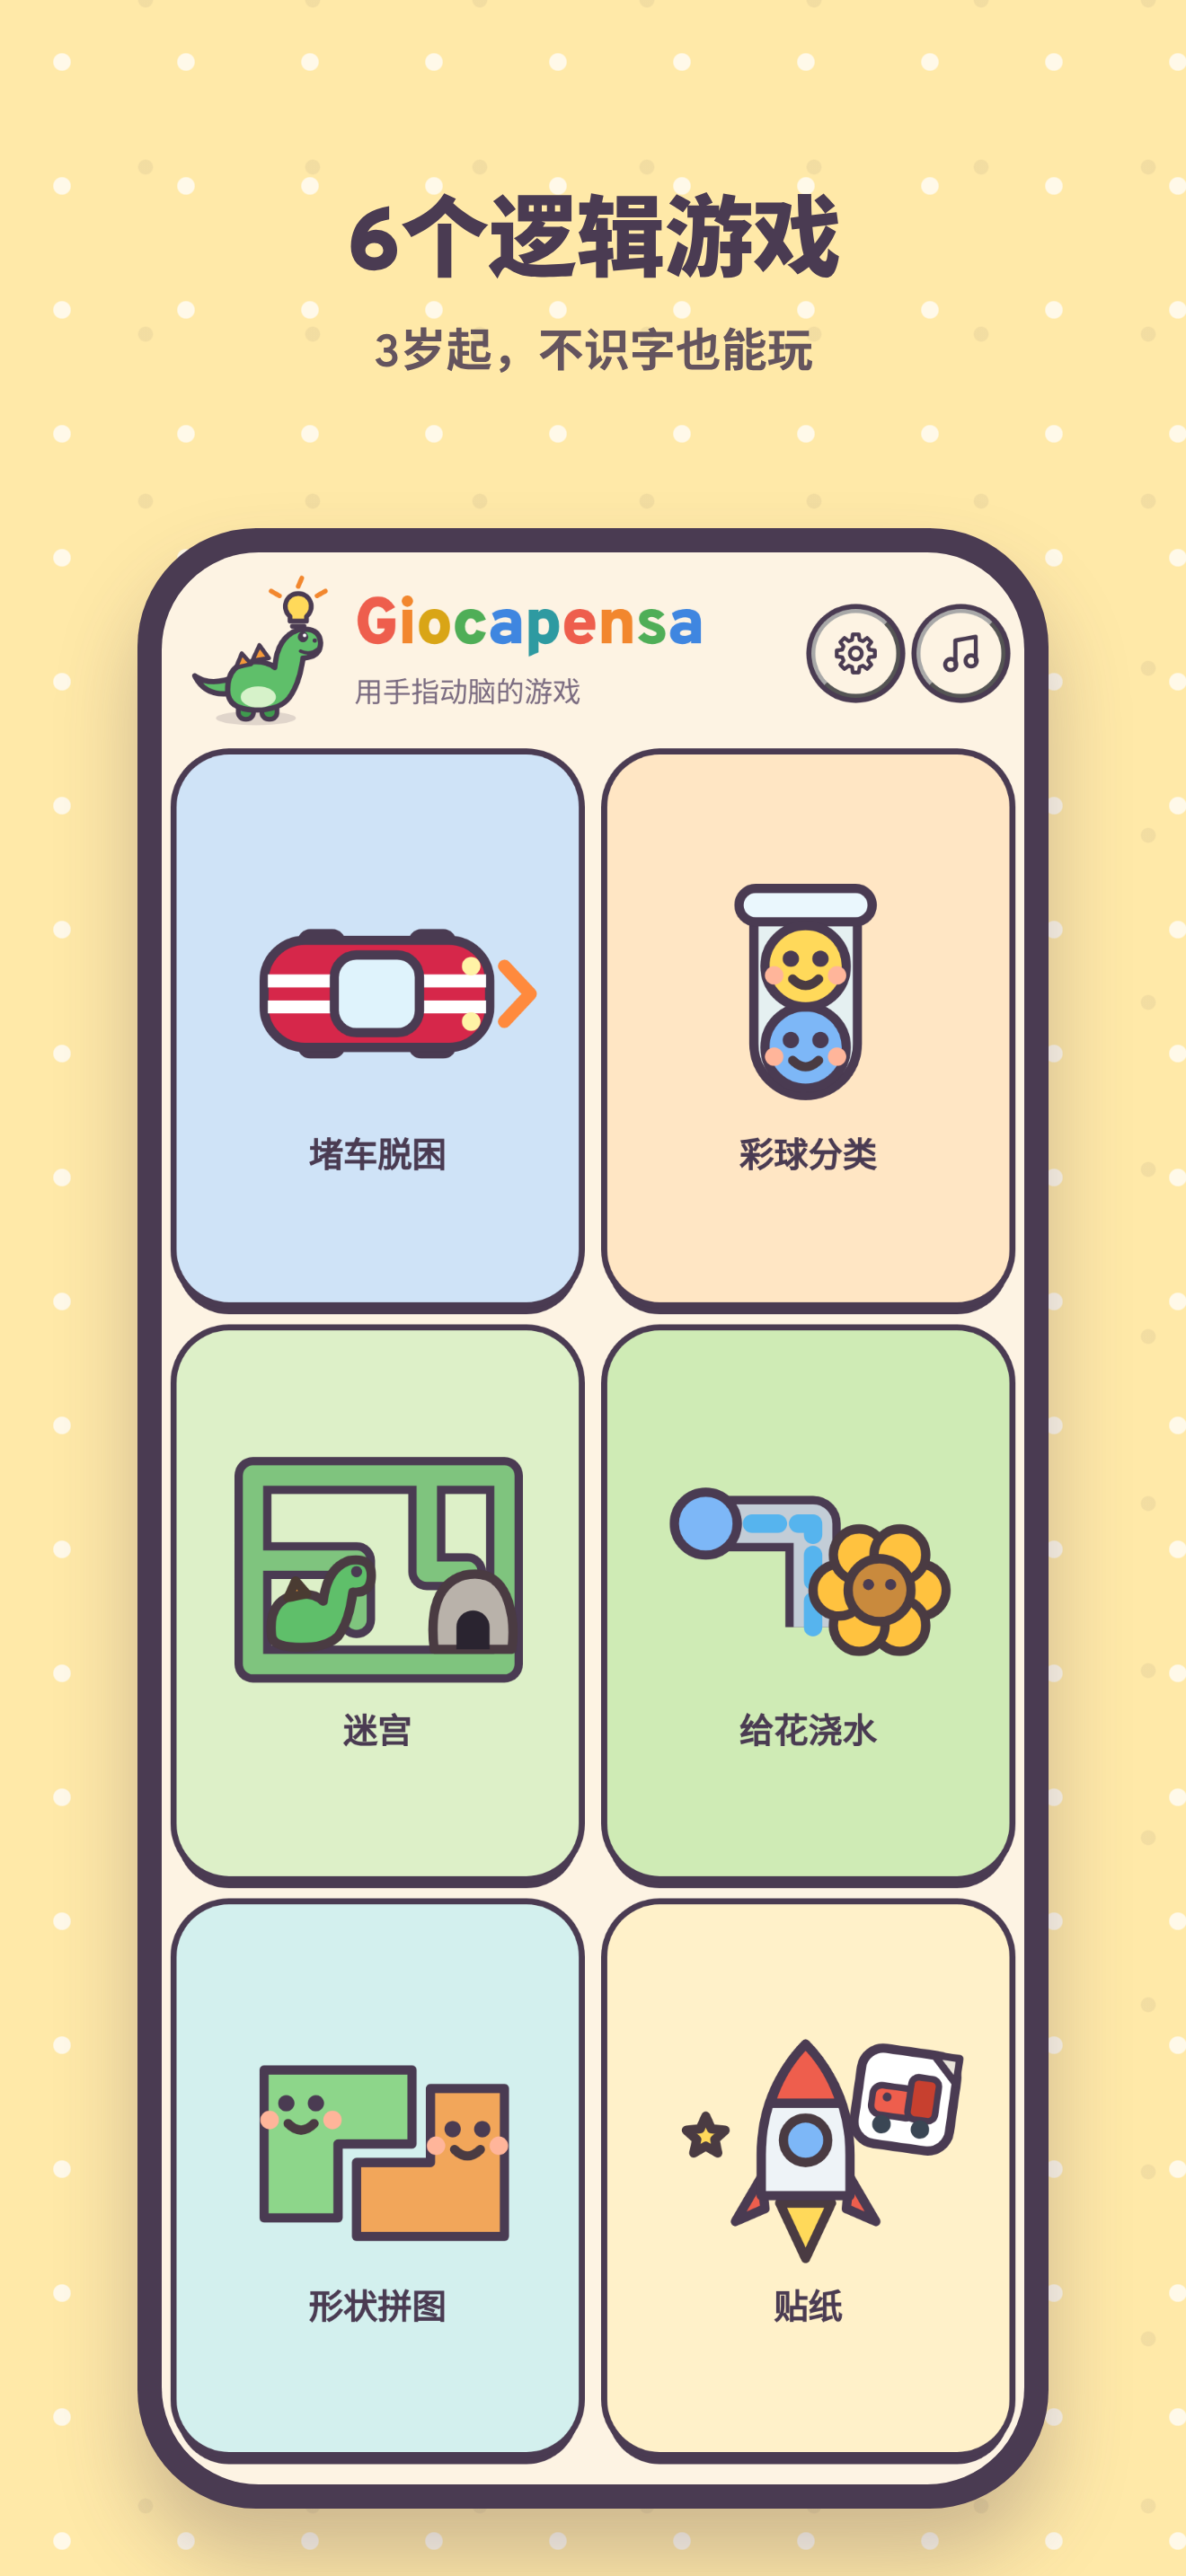 6个逻辑游戏
3岁起，不识字也能玩
Giocapensa
用手指动脑的游戏
堵车脱困
彩球分类
迷宫
给花浇水
形状拼图
贴纸